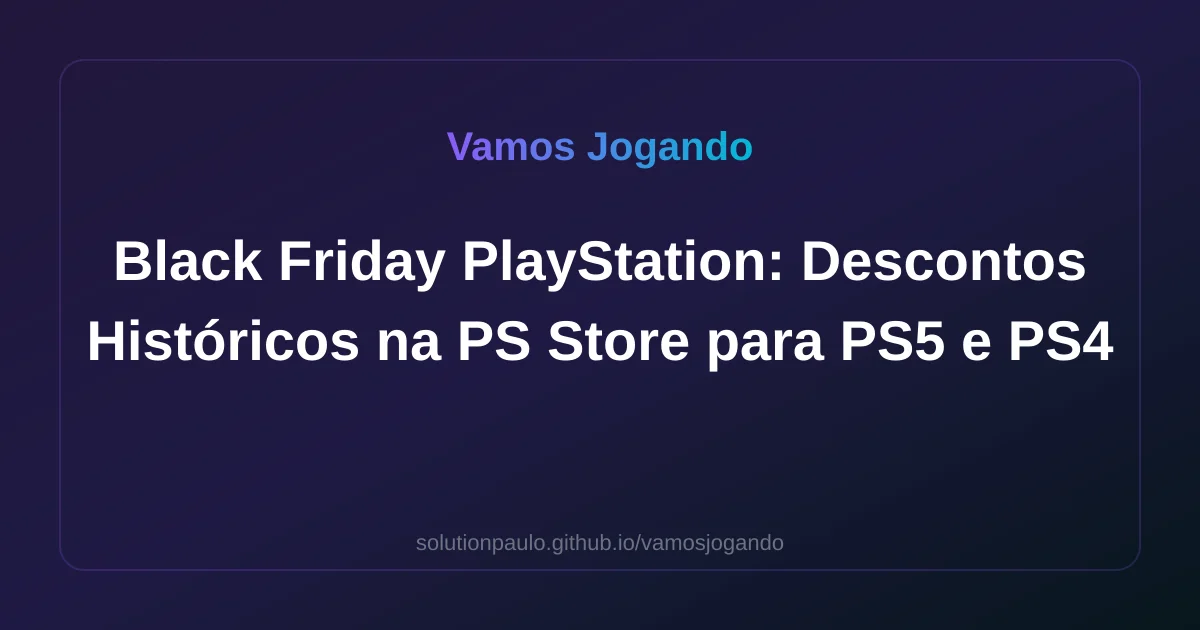 Vamos Jogando
Black Friday PlayStation: Descontos
Históricos na PS Store para PS5 e PS4
solutionpaulo.github.io/vamosjogando